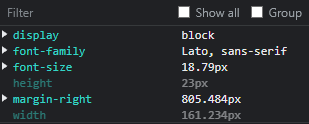 Filter Show all Group
display block
font-family Lato, sans-serif
font-size 18.79px
height 23px
margin-right 805.484px
width 161.234px